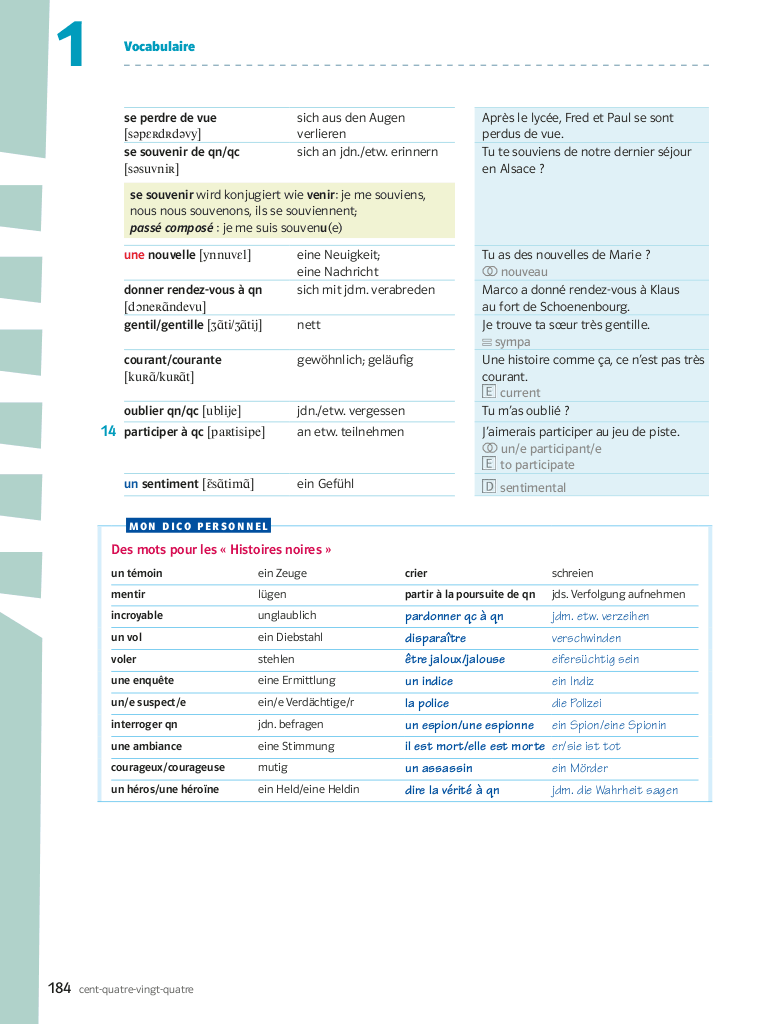 1
Vocabulaire
se perdre de vue
[səpɛʀdʀdəvy]
sich aus den Augen
verlieren
Après le lycée, Fred et Paul se sont
perdus de vue.
se souvenir de qn/qc
[səsuvniʀ]
sich an jdn./etw. erinnern
Tu te souviens de notre dernier séjour
en Alsace ?
se souvenir wird konjugiert wie venir: je me souviens,
nous nous souvenons, ils se souviennent;
passé composé : je me suis souvenu(e)
une nouvelle [ynnuvɛl]
eine Neuigkeit;
eine Nachricht
Tu as des nouvelles de Marie ?
nouveau
donner rendez-vous à qn
[dɔneʀɑ̃devu]
sich mit jdm. verabreden
Marco a donné rendez-vous à Klaus
au fort de Schoenenbourg.
gentil/gentille [ʒɑ̃ti/ʒɑ̃tij]
nett
Je trouve ta sœur très gentille.
sympa
courant/courante
[kuʀɑ̃/kuʀɑ̃t]
gewöhnlich; geläufig
Une histoire comme ça, ce n'est pas très
courant.
E current
oublier qn/qc [ublije]
jdn./etw. vergessen
Tu m'as oublié ?
14 participer à qc [paʀtisipe]
an etw. teilnehmen
J'aimerais participer au jeu de piste.
un/e participant/e
E to participate
un sentiment [ɛ̃sɑ̃timɑ̃]
ein Gefühl
D sentimental
MON DICO PERSONNEL
Des mots pour les « Histoires noires »
un témoin ein Zeuge crier schreien
mentir lügen partir à la poursuite de qn jds. Verfolgung aufnehmen
incroyable unglaublich pardonner qc à qn jdm. etw. verzeihen
un vol ein Diebstahl disparaître verschwinden
voler stehlen être jaloux/jalouse eifersüchtig sein
une enquête eine Ermittlung un indice ein Indiz
un/e suspect/e ein/e Verdächtige/r la police die Polizei
interroger qn jdn. befragen un espion/une espionne ein Spion/eine Spionin
une ambiance eine Stimmung il est mort/elle est morte er/sie ist tot
courageux/courageuse mutig un assassin ein Mörder
un héros/une héroïne ein Held/eine Heldin dire la vérité à qn jdm. die Wahrheit sagen
184 cent-quatre-vingt-quatre